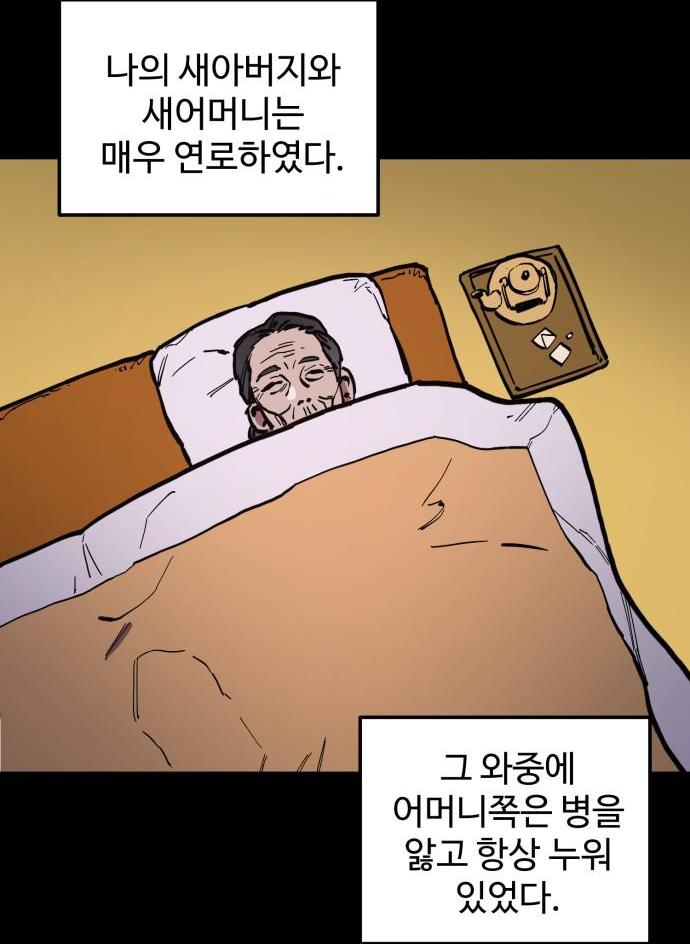 나의 새아버지와
새어머니는
매우 연로하였다.
그 와중에
어머니쪽은 병을
앓고 항상 누워
있었다.